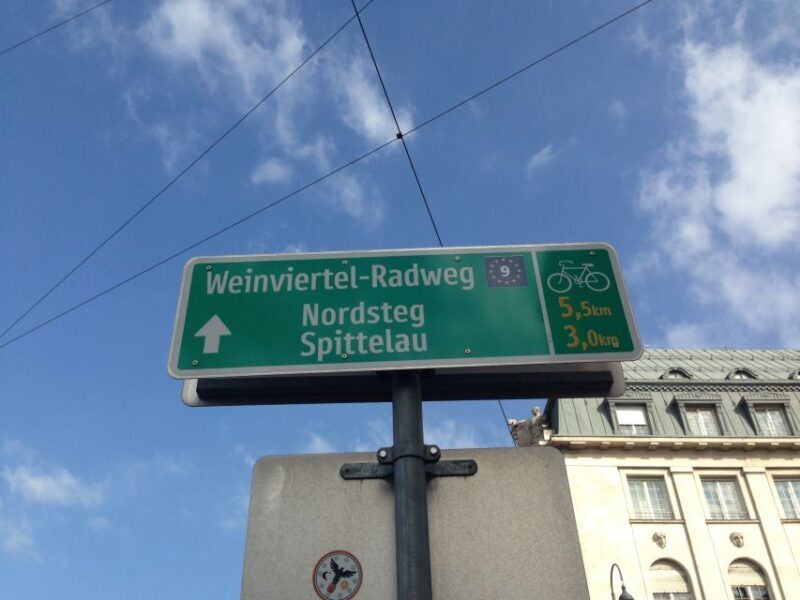 Weinviertel-Radweg 9
Nordsteg 5,5km
Spittelau 3,0km